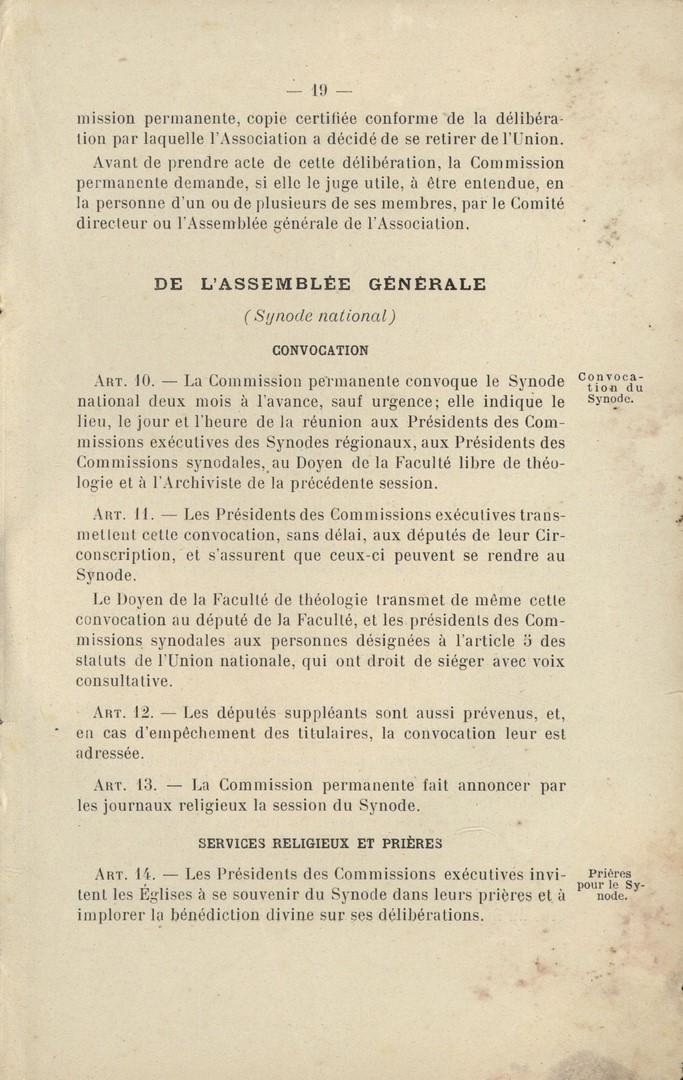 — 19 —
mission permanente, copie certifiée conforme de la délibéra-
tion par laquelle l'Association a décidé de se retirer de l'Union.
Avant de prendre acte de cette délibération, la Commission
permanente demande, si elle le juge utile, à être entendue, en
la personne d'un ou de plusieurs de ses membres, par le Comité
directeur ou l'Assemblée générale de l'Association.
DE L'ASSEMBLÉE GÉNÉRALE
(Synode national)
CONVOCATION
ART. 10. — La Commission permanente convoque le Synode
national deux mois à l'avance, sauf urgence; elle indique le
lieu, le jour et l'heure de la réunion aux Présidents des Com-
missions exécutives des Synodes régionaux, aux Présidents des
Commissions synodales, au Doyen de la Faculté libre de théo-
logie et à l'Archiviste de la précédente session.
Convoca-
tion du
Synode.
ART. 11. — Les Présidents des Commissions exécutives trans-
mettent cette convocation, sans délai, aux députés de leur Cir-
conscription, et s'assurent que ceux-ci peuvent se rendre au
Synode.
Le Doyen de la Faculté de théologie transmet de même cette
convocation au député de la Faculté, et les présidents des Com-
missions synodales aux personnes désignées à l'article 5 des
statuts de l'Union nationale, qui ont droit de siéger avec voix
consultative.
ART. 12. — Les députés suppléants sont aussi prévenus, et,
en cas d'empêchement des titulaires, la convocation leur est
adressée.
ART. 13. — La Commission permanente fait annoncer par
les journaux religieux la session du Synode.
SERVICES RELIGIEUX ET PRIÈRES
ART. 14. — Les Présidents des Commissions exécutives invi-
tent les Églises à se souvenir du Synode dans leurs prières et à
implorer la bénédiction divine sur ses délibérations.
Prières
pour le Sy-
node.